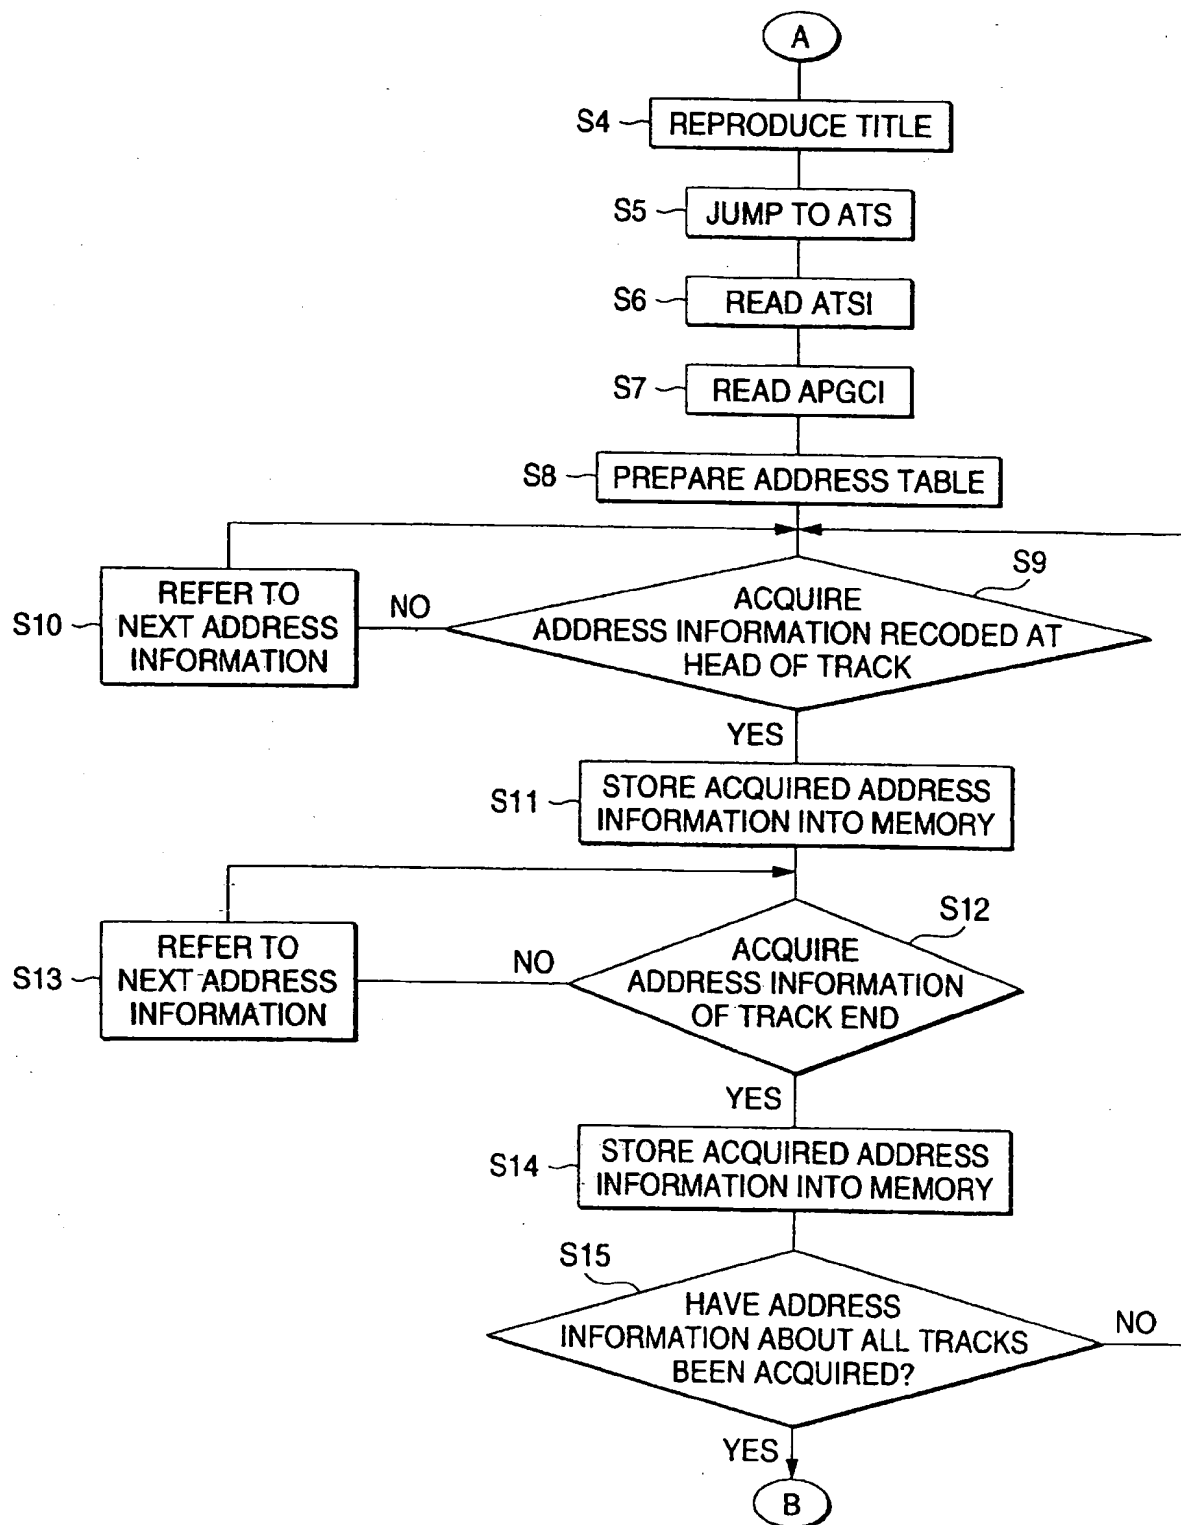 A
S4
REPRODUCE TITLE
S5
JUMP TO ATS
S6
READ ATSI
S7
READ APGCI
S8
PREPARE ADDRESS TABLE
S9
ACQUIRE
ADDRESS INFORMATION RECODED AT
HEAD OF TRACK
NO
S10
REFER TO
NEXT ADDRESS
INFORMATION
YES
S11
STORE ACQUIRED ADDRESS
INFORMATION INTO MEMORY
S12
ACQUIRE
ADDRESS INFORMATION
OF TRACK END
NO
S13
REFER TO
NEXT ADDRESS
INFORMATION
YES
S14
STORE ACQUIRED ADDRESS
INFORMATION INTO MEMORY
S15
HAVE ADDRESS
INFORMATION ABOUT ALL TRACKS
BEEN ACQUIRED?
NO
YES
B